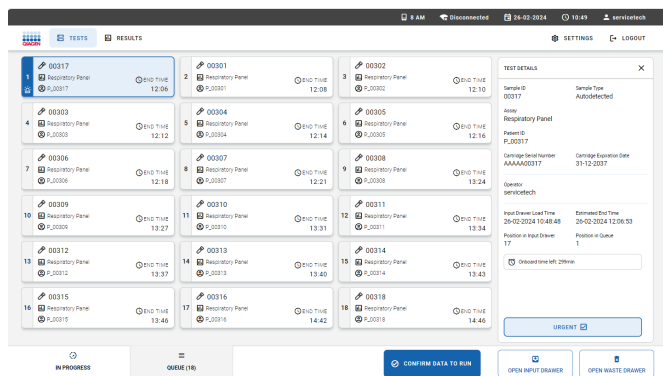 8 AM Disconnected 26-02-2024 10:49 servicetech
QIAGEN TESTS RESULTS SETTINGS LOGOUT
1 00317 Respiratory Panel P_00317 END TIME 12:06
2 00301 Respiratory Panel P_00301 END TIME 12:08
3 00302 Respiratory Panel P_00302 END TIME 12:10
4 00303 Respiratory Panel P_00303 END TIME 12:12
5 00304 Respiratory Panel P_00304 END TIME 12:14
6 00305 Respiratory Panel P_00305 END TIME 12:16
7 00306 Respiratory Panel P_00306 END TIME 12:18
8 00307 Respiratory Panel P_00307 END TIME 12:21
9 00308 Respiratory Panel P_00308 END TIME 13:24
10 00309 Respiratory Panel P_00309 END TIME 13:27
11 00310 Respiratory Panel P_00310 END TIME 13:31
12 00311 Respiratory Panel P_00311 END TIME 13:34
13 00312 Respiratory Panel P_00312 END TIME 13:37
14 00313 Respiratory Panel P_00313 END TIME 13:40
15 00314 Respiratory Panel P_00314 END TIME 13:43
16 00315 Respiratory Panel P_00315 END TIME 13:46
17 00316 Respiratory Panel P_00316 END TIME 14:42
18 00318 Respiratory Panel P_00318 END TIME 14:46
TEST DETAILS
Sample ID Sample Type
00317 Autodetected
Assay
Respiratory Panel
Patient ID
P_00317
Cartridge Serial Number Cartridge Expiration Date
AAAAA00317 31-12-2037
Operator
servicetech
Input Drawer Load Time Estimated End Time
26-02-2024 10:48:48 26-02-2024 12:06:53
Position in Input Drawer Position in Queue
17 1
Onboard time left: 299min
URGENT
IN PROGRESS QUEUE (18) CONFIRM DATA TO RUN OPEN INPUT DRAWER OPEN WASTE DRAWER